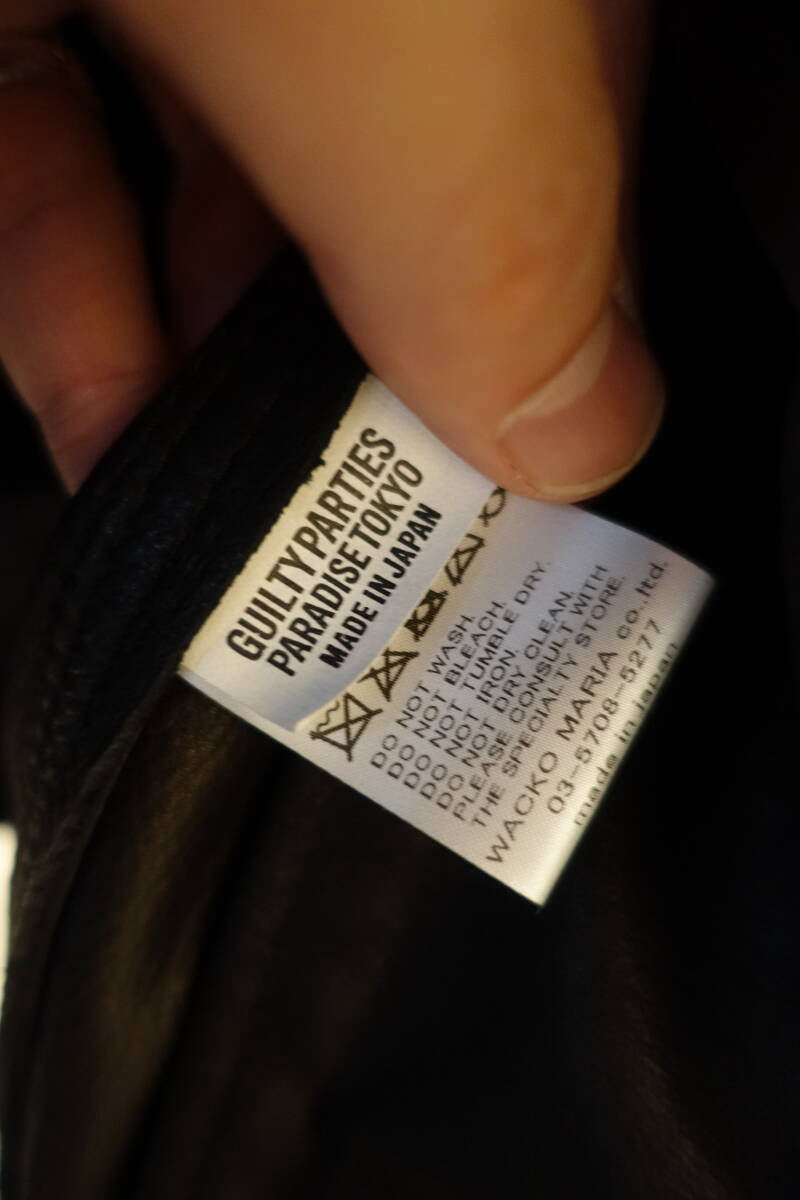 GUILTY PARTIES
PARADISE TOKYO
MADE IN JAPAN
DO NOT WASH.
DO NOT BLEACH.
DO NOT TUMBLE DRY.
DO NOT IRON.
DO NOT DRY CLEAN.
PLEASE CONSULT WITH
THE SPECIALTY STORE.
WACKO MARIA co.,ltd.
03-5708-5277
made in japan